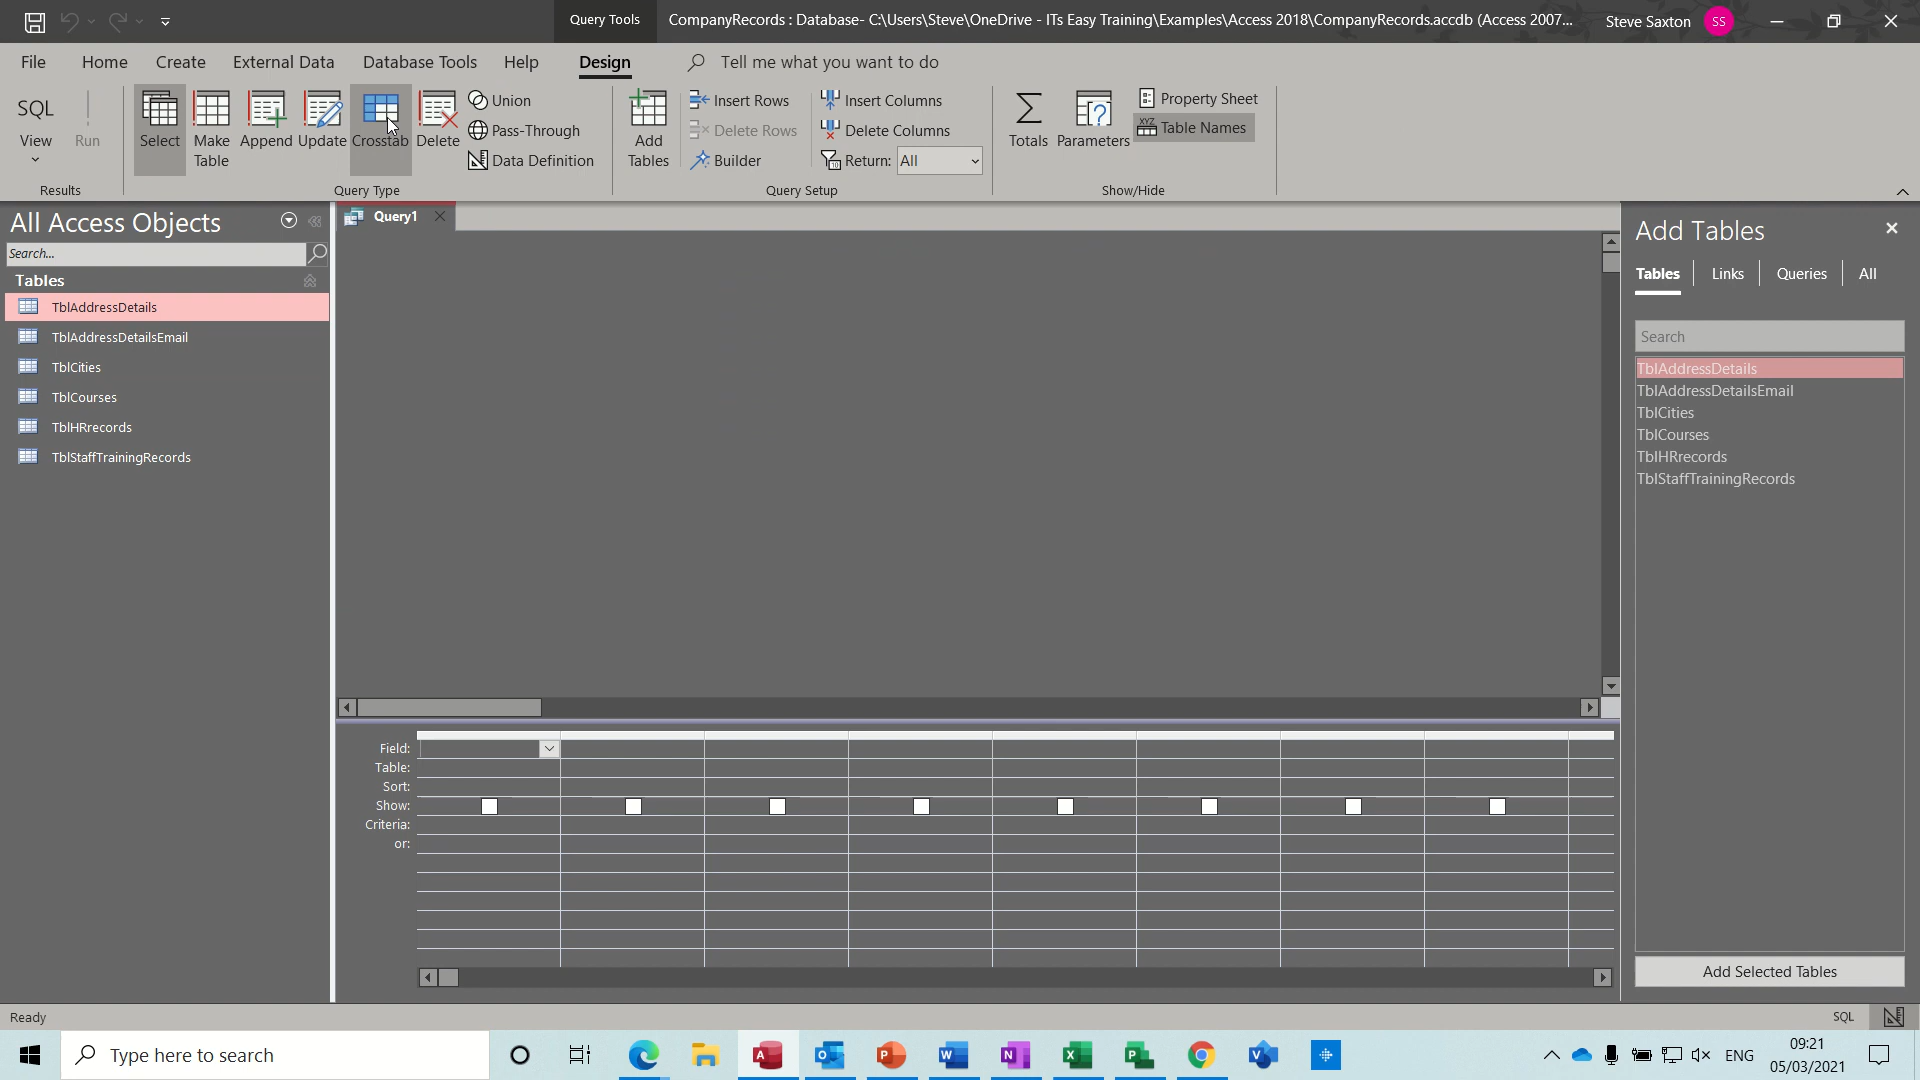 Query Tools
CompanyRecords : Database- C:\Users\Steve\OneDrive - ITs Easy Training\Examples\Access 2018\CompanyRecords.accdb (Access 2007...
Steve Saxton
SS
File Home Create External Data Database Tools Help Design Tell me what you want to do
SQL
View
Run
Results
Select
Make
Table
Append
Update
Crosstab
Delete
Union
Pass-Through
Data Definition
Query Type
Add
Tables
Insert Rows
Delete Rows
Builder
Insert Columns
Delete Columns
Return: All
Query Setup
Totals
Parameters
Property Sheet
XYZ Table Names
Show/Hide
All Access Objects
Search...
Tables
TblAddressDetails
TblAddressDetailsEmail
TblCities
TblCourses
TblHRrecords
TblStaffTrainingRecords
Query1
Field:
Table:
Sort:
Show:
Criteria:
or:
Add Tables
Tables Links Queries All
Search
TblAddressDetails
TblAddressDetailsEmail
TblCities
TblCourses
TblHRrecords
TblStaffTrainingRecords
Add Selected Tables
Ready
SQL
Type here to search
ENG
09:21
05/03/2021